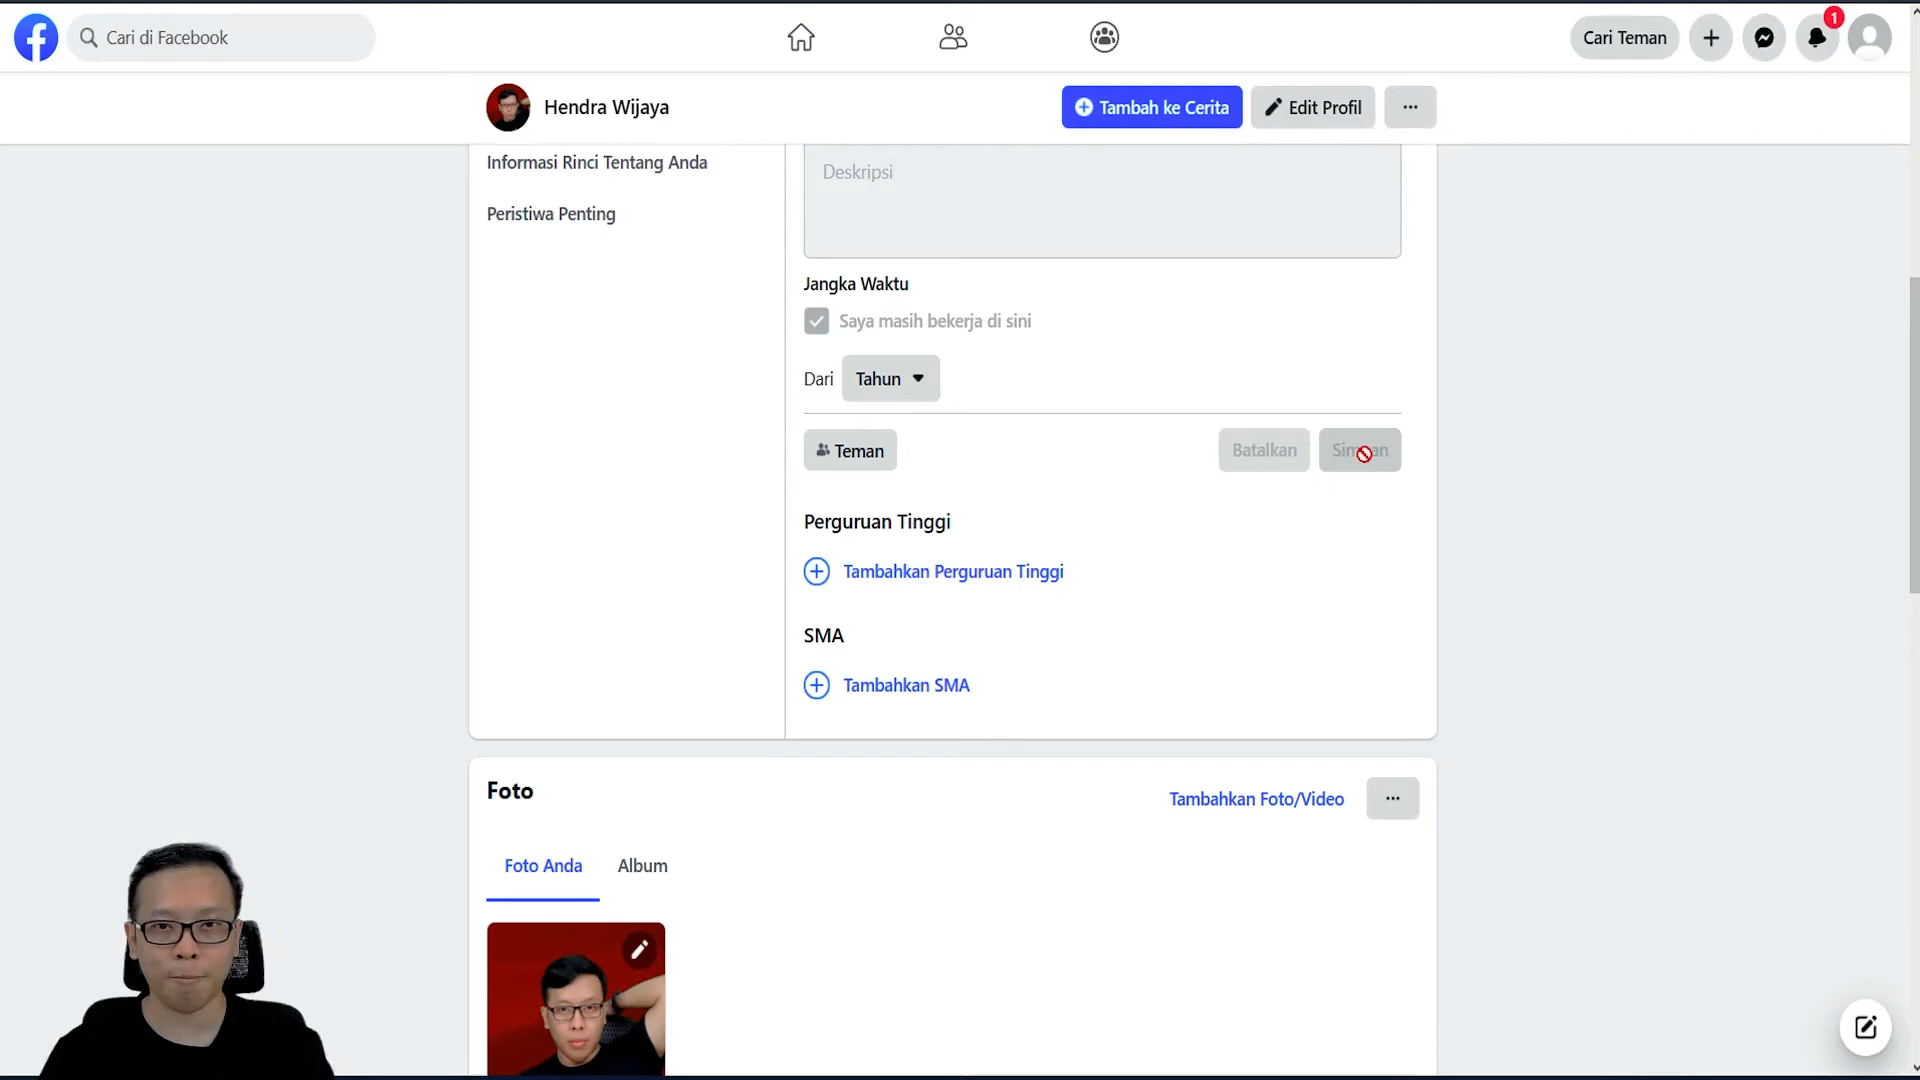 Cari di Facebook
Cari Teman
1
Hendra Wijaya
Tambah ke Cerita
Edit Profil
Informasi Rinci Tentang Anda
Peristiwa Penting
Deskripsi
Jangka Waktu
Saya masih bekerja di sini
Dari
Tahun
Teman
Batalkan
Simpan
Perguruan Tinggi
Tambahkan Perguruan Tinggi
SMA
Tambahkan SMA
Foto
Tambahkan Foto/Video
Foto Anda
Album